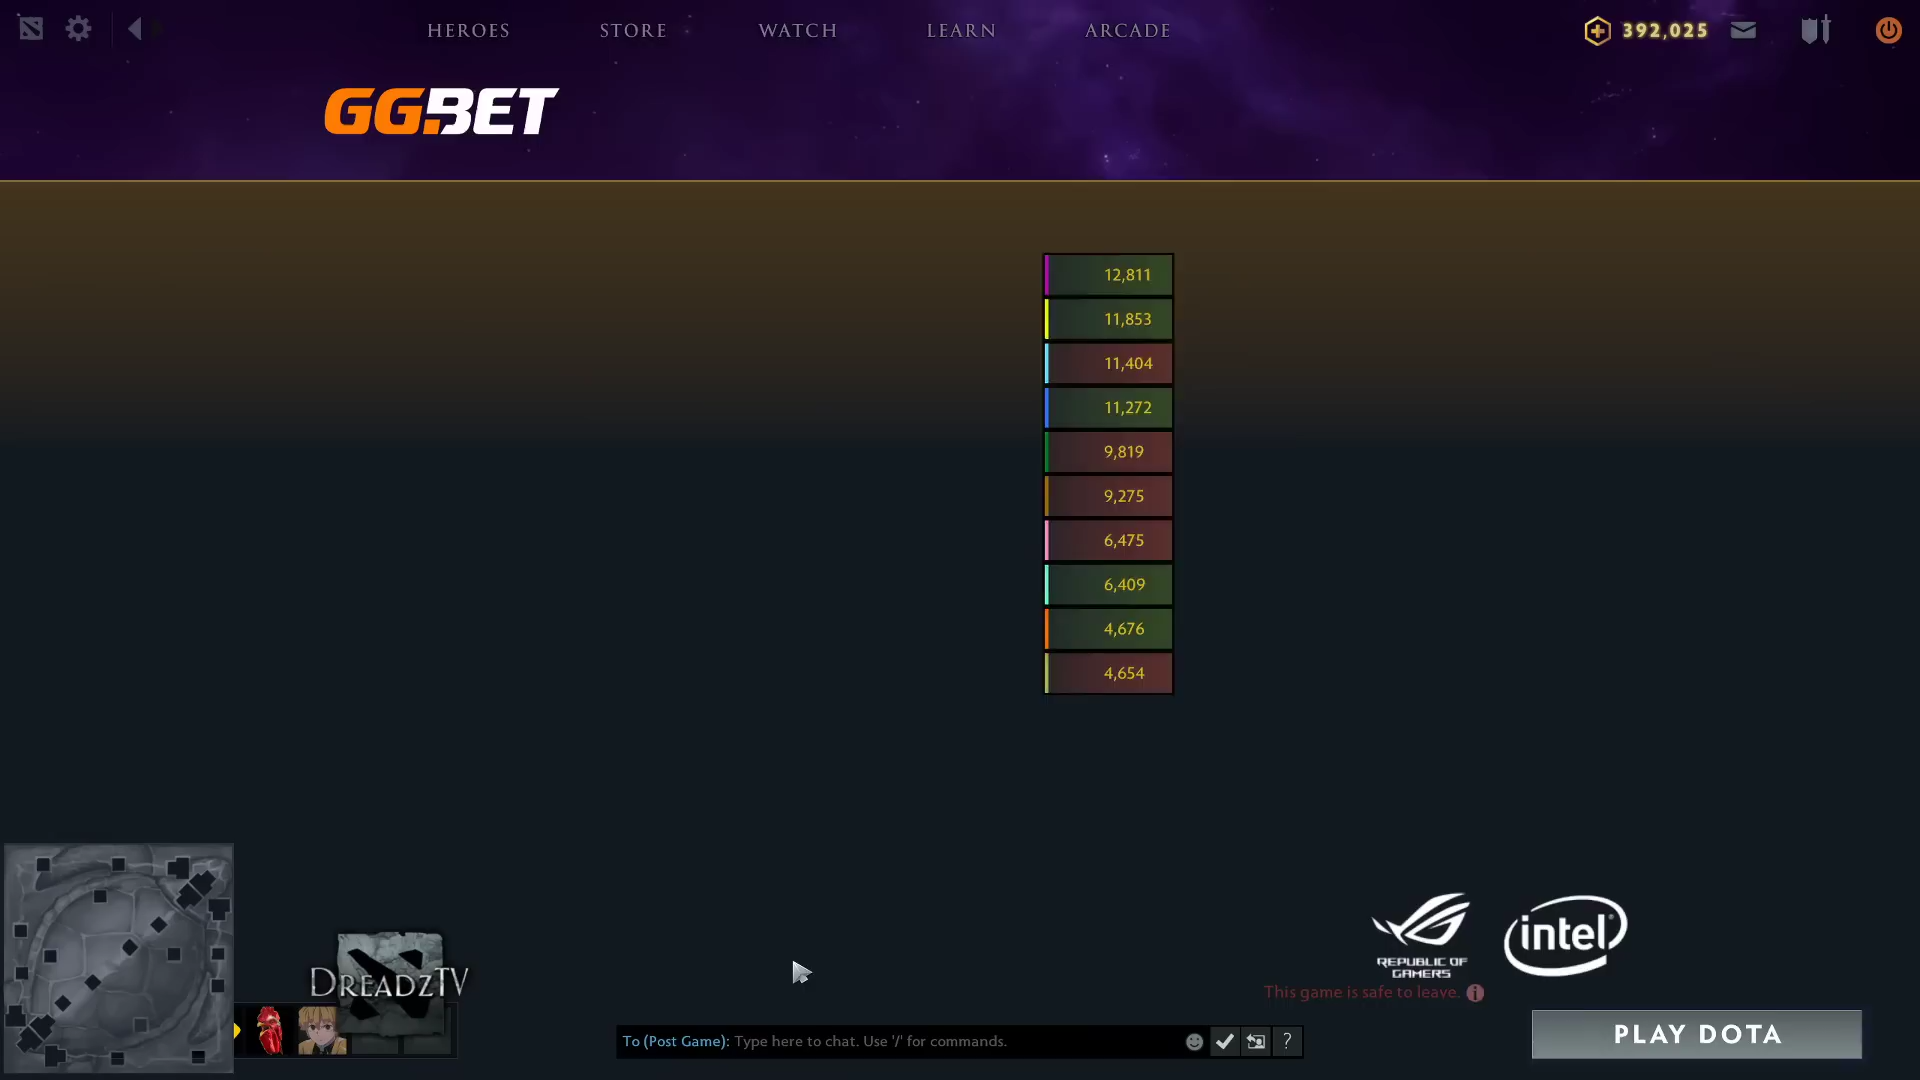 HEROES STORE WATCH LEARN ARCADE 392,025
GG.BET
12,811
11,853
11,404
11,272
9,819
9,275
6,475
6,409
4,676
4,654
DREADZTV
REPUBLIC OF
GAMERS
intel
This game is safe to leave.
To (Post Game): Type here to chat. Use '/' for commands. ?
PLAY DOTA